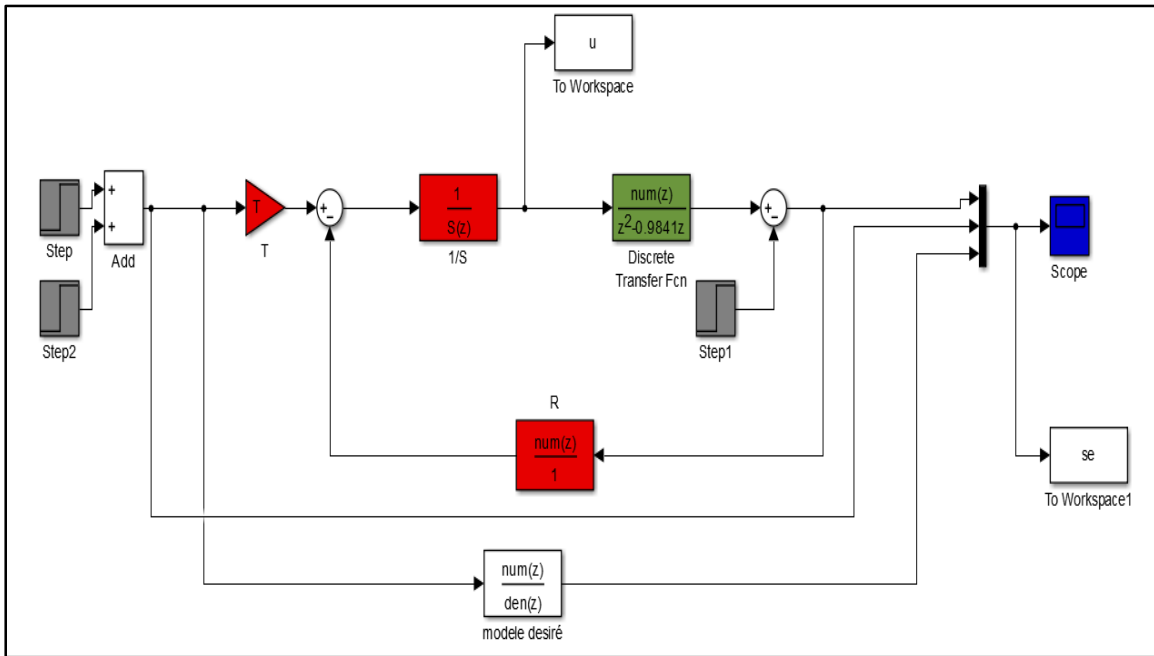 u
To Workspace
+
+
Step
Add
T
T
+
-
1
S(z)
1/S
num(z)
z²-0.9841z
Discrete
Transfer Fcn
+
-
Scope
Step2
Step1
R
num(z)
1
se
To Workspace1
num(z)
den(z)
modele desiré